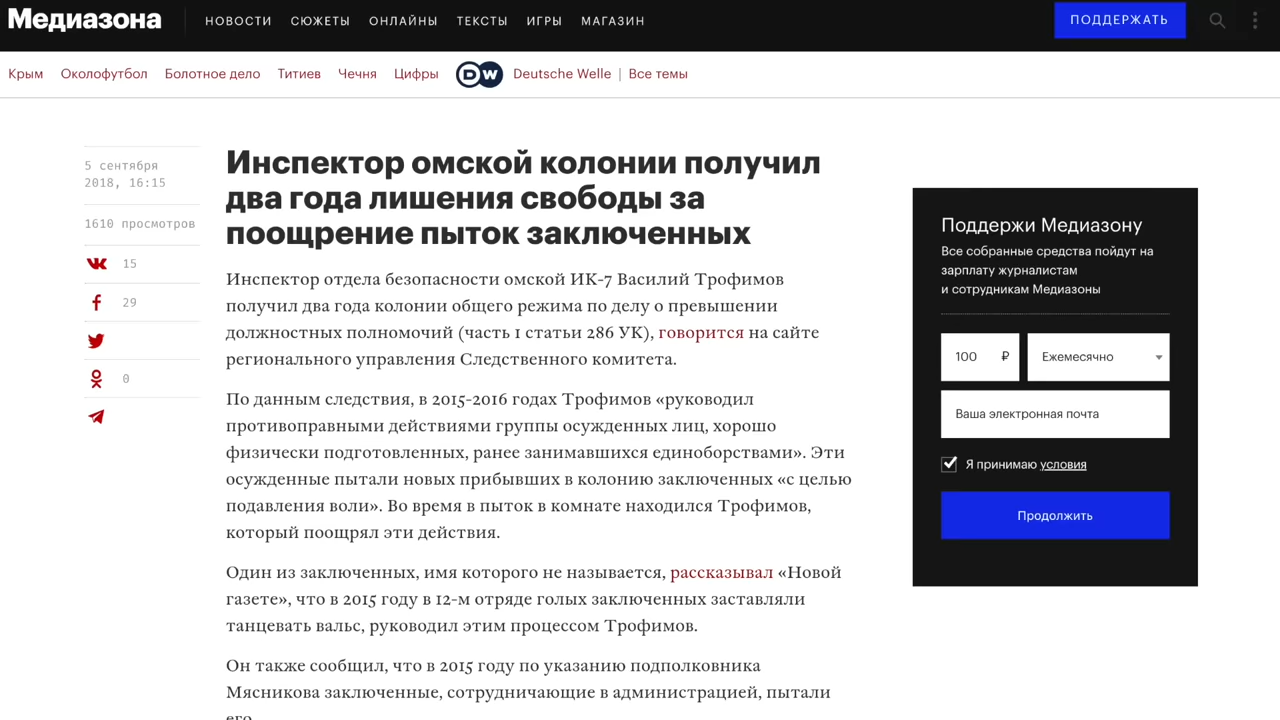 Медиазона
НОВОСТИ СЮЖЕТЫ ОНЛАЙНЫ ТЕКСТЫ ИГРЫ МАГАЗИН
ПОДДЕРЖАТЬ
Крым Околофутбол Болотное дело Титиев Чечня Цифры DW Deutsche Welle | Все темы
5 сентября
2018, 16:15
1610 просмотров
15
29
0
Инспектор омской колонии получил
два года лишения свободы за
поощрение пыток заключенных
Инспектор отдела безопасности омской ИК-7 Василий Трофимов
получил два года колонии общего режима по делу о превышении
должностных полномочий (часть 1 статьи 286 УК), говорится на сайте
регионального управления Следственного комитета.
По данным следствия, в 2015-2016 годах Трофимов «руководил
противоправными действиями группы осужденных лиц, хорошо
физически подготовленных, ранее занимавшихся единоборствами». Эти
осужденные пытали новых прибывших в колонию заключенных «с целью
подавления воли». Во время в пыток в комнате находился Трофимов,
который поощрял эти действия.
Один из заключенных, имя которого не называется, рассказывал «Новой
газете», что в 2015 году в 12-м отряде голых заключенных заставляли
танцевать вальс, руководил этим процессом Трофимов.
Он также сообщил, что в 2015 году по указанию подполковника
Мясникова заключенные, сотрудничающие в администрацией, пытали
его.
Поддержи Медиазону
Все собранные средства пойдут на
зарплату журналистам
и сотрудникам Медиазоны
100 ₽ Ежемесячно
Ваша электронная почта
Я принимаю условия
Продолжить